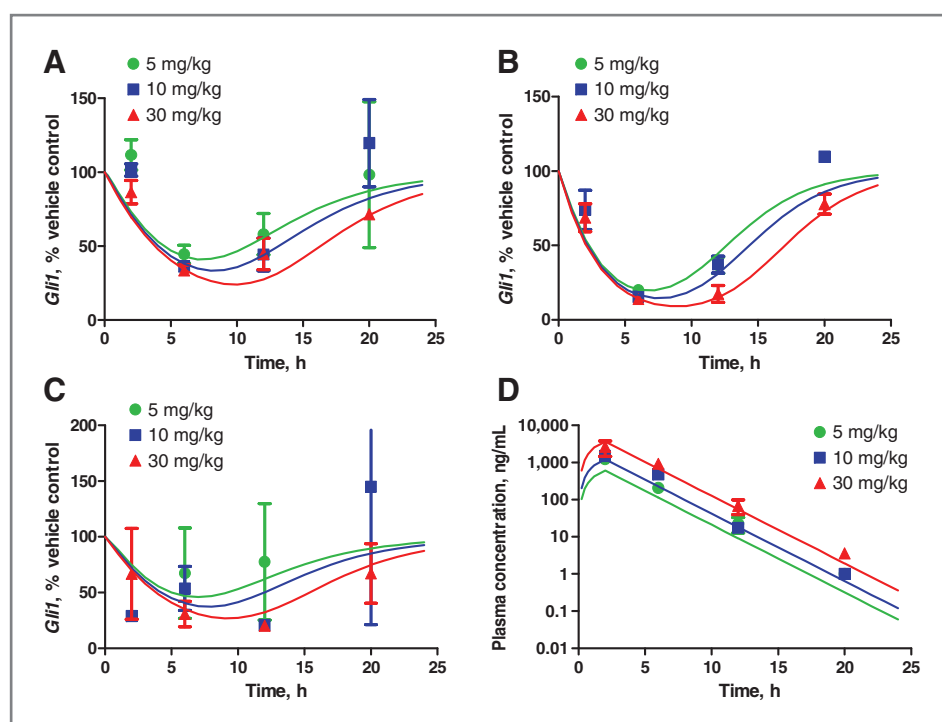 A
5 mg/kg
10 mg/kg
30 mg/kg
Gli1, % vehicle control
150
100
50
0
0 5 10 15 20 25
Time, h
B
5 mg/kg
10 mg/kg
30 mg/kg
Gli1, % vehicle control
150
100
50
0
0 5 10 15 20 25
Time, h
C
5 mg/kg
10 mg/kg
30 mg/kg
Gli1, % vehicle control
200
150
100
50
0
0 5 10 15 20 25
Time, h
D
5 mg/kg
10 mg/kg
30 mg/kg
Plasma concentration, ng/mL
10,000
1,000
100
10
1
0.1
0.01
0 5 10 15 20 25
Time, h